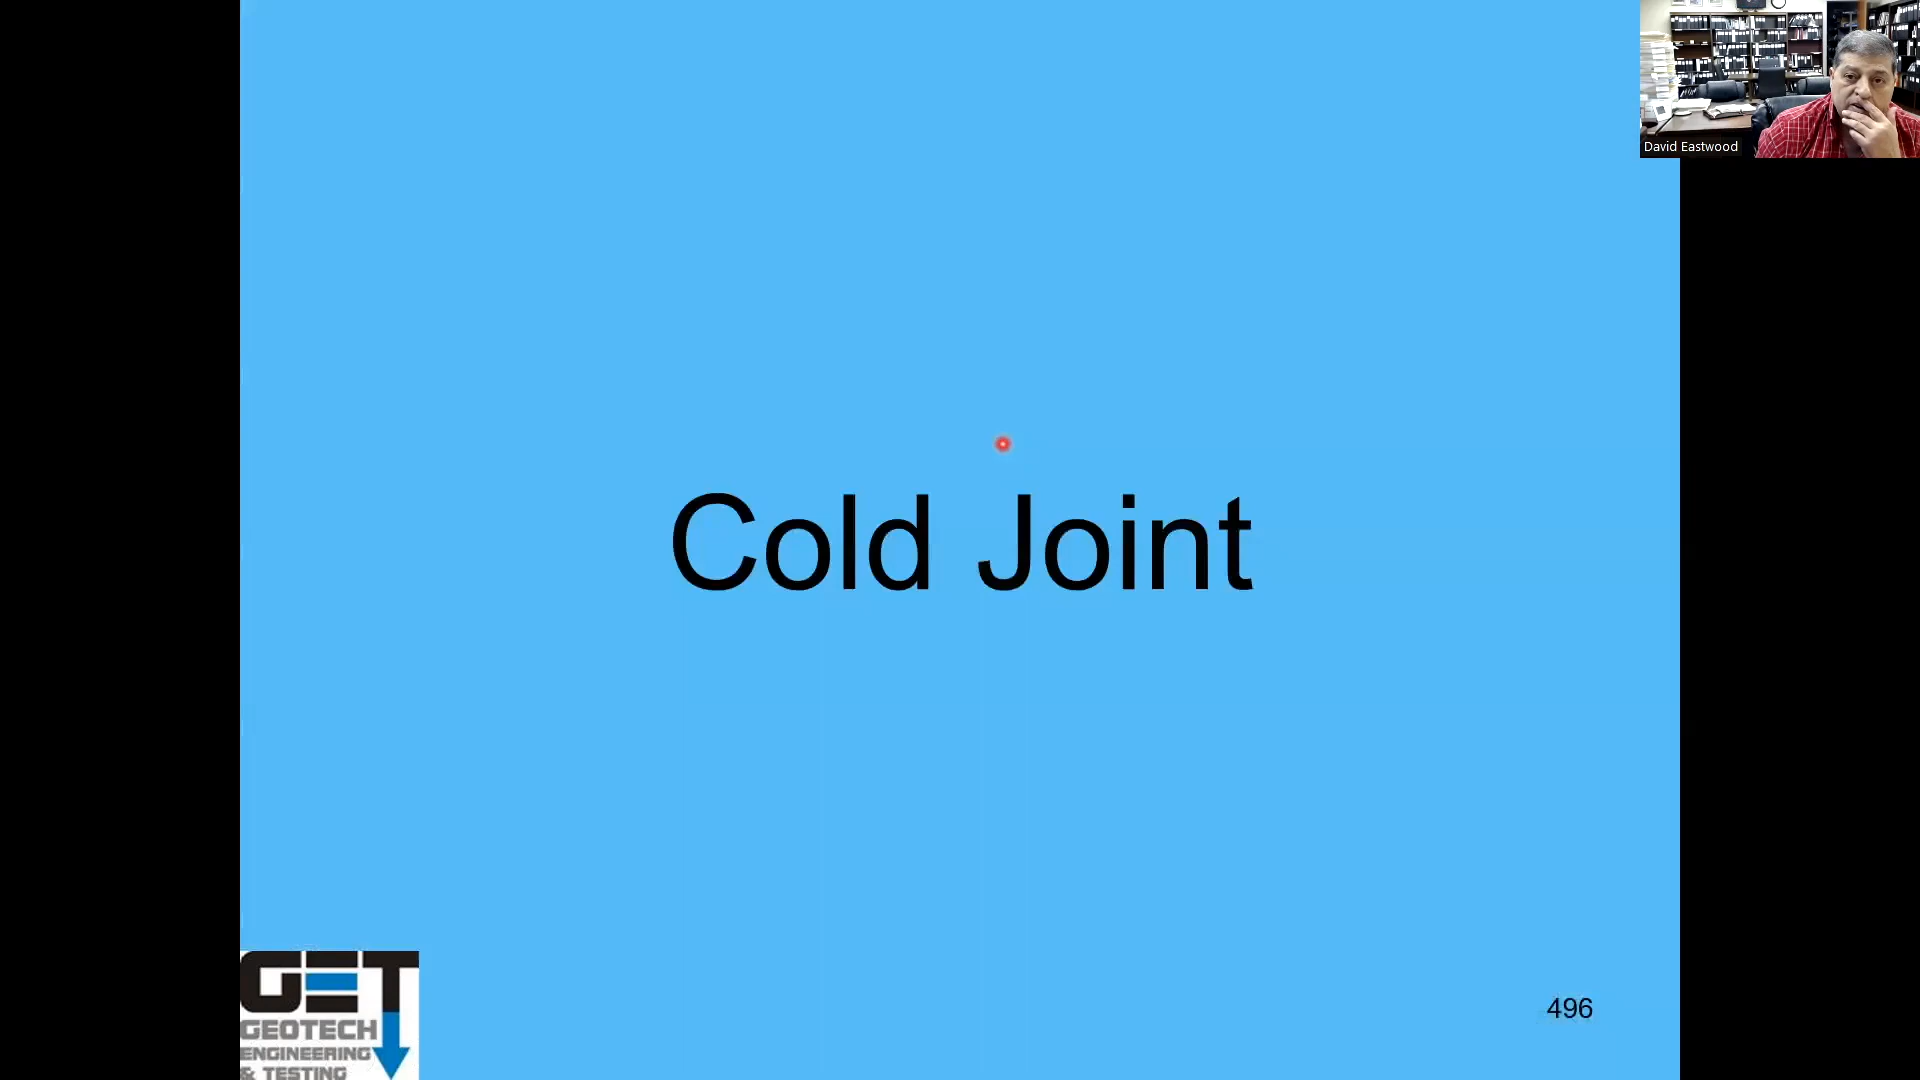 David Eastwood
Cold Joint
GET
GEOTECH
ENGINEERING
& TESTING
496